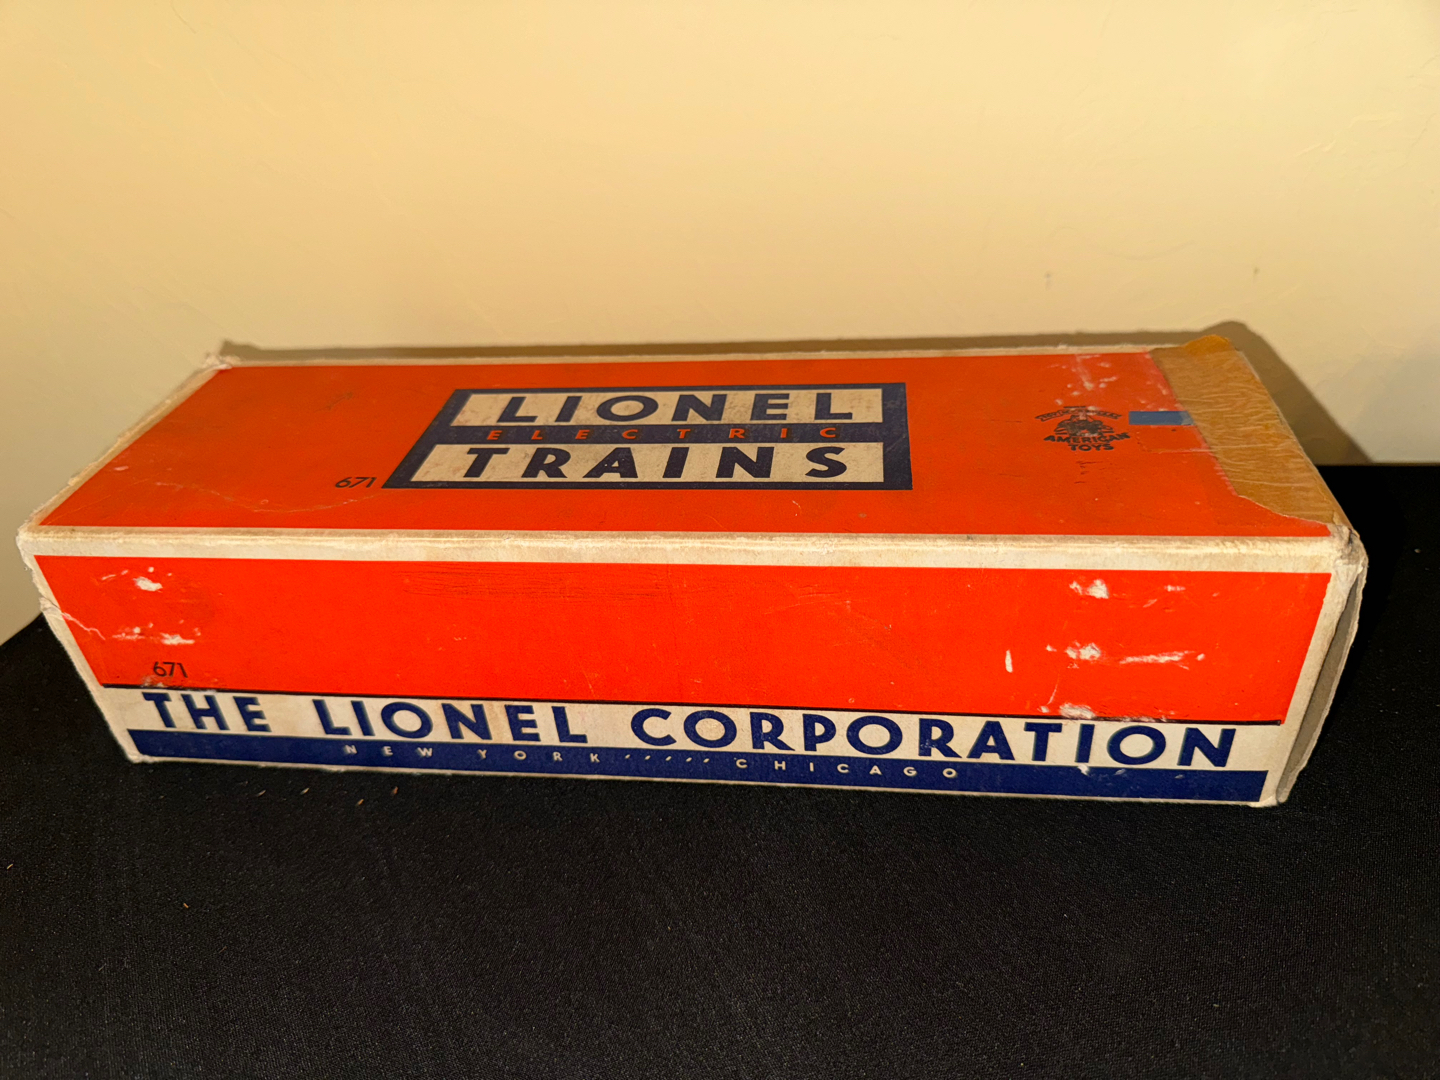 LIONEL
ELECTRIC
TRAINS
671
AMERICAN
TOYS
671
THE LIONEL CORPORATION
NEW YORK ′′′′′ CHICAGO